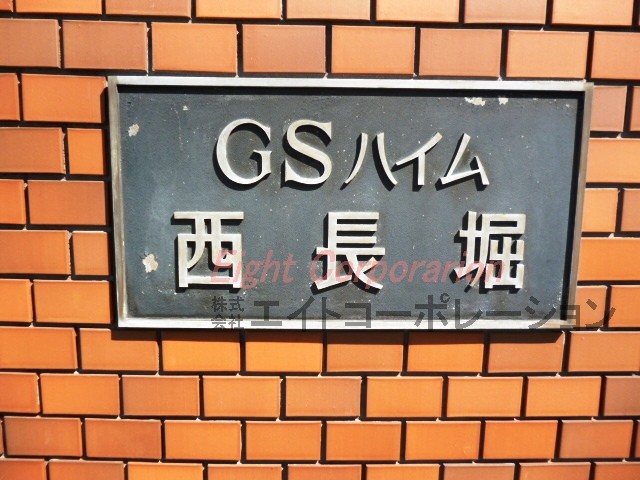 GSハイム
西長堀
Eight Corporarion
株式会社エイトコーポレーション